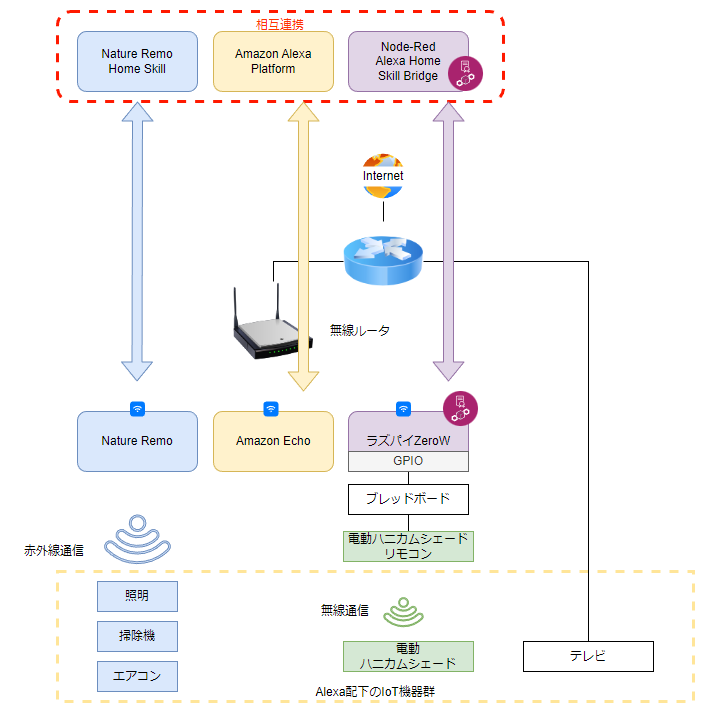 相互連携
Nature Remo
Home Skill
Amazon Alexa
Platform
Node-Red
Alexa Home
Skill Bridge
Internet
無線ルータ
Nature Remo
Amazon Echo
ラズパイZeroW
GPIO
ブレッドボード
電動ハニカムシェード
リモコン
赤外線通信
照明
掃除機
エアコン
無線通信
電動
ハニカムシェード
テレビ
Alexa配下のIoT機器群